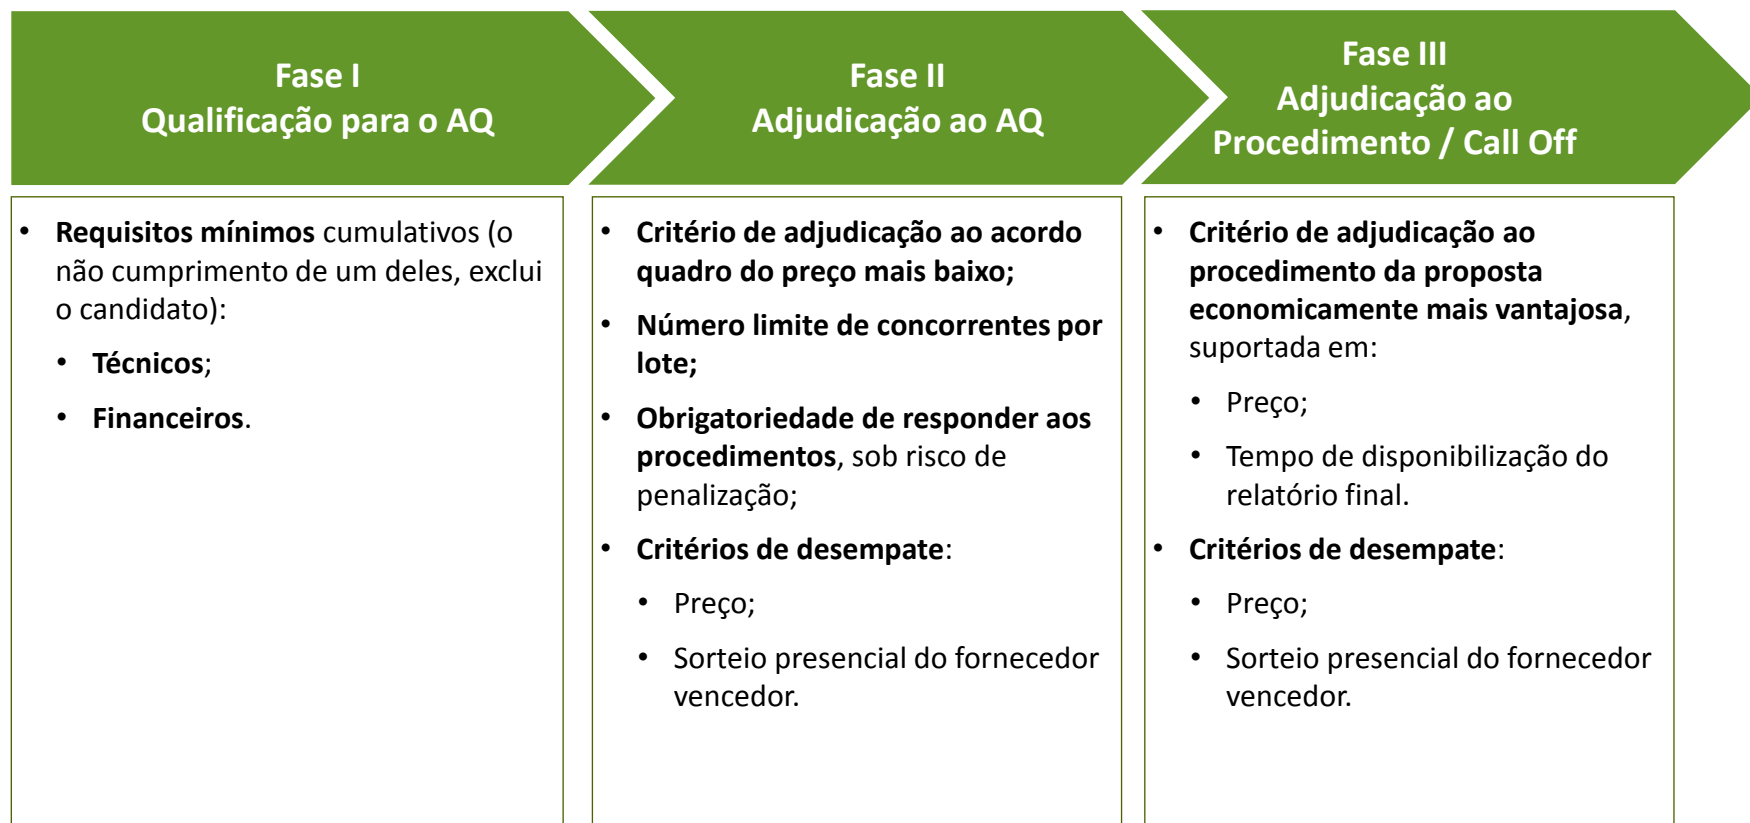 Fase I
Qualificação para o AQ
Fase II
Adjudicação ao AQ
Fase III
Adjudicação ao
Procedimento / Call Off
• Requisitos mínimos cumulativos (o
não cumprimento de um deles, exclui
o candidato):
• Técnicos;
• Financeiros.
• Critério de adjudicação ao acordo
quadro do preço mais baixo;
• Número limite de concorrentes por
lote;
• Obrigatoriedade de responder aos
procedimentos, sob risco de
penalização;
• Critérios de desempate:
• Preço;
• Sorteio presencial do fornecedor
vencedor.
• Critério de adjudicação ao
procedimento da proposta
economicamente mais vantajosa,
suportada em:
• Preço;
• Tempo de disponibilização do
relatório final.
• Critérios de desempate:
• Preço;
• Sorteio presencial do fornecedor
vencedor.